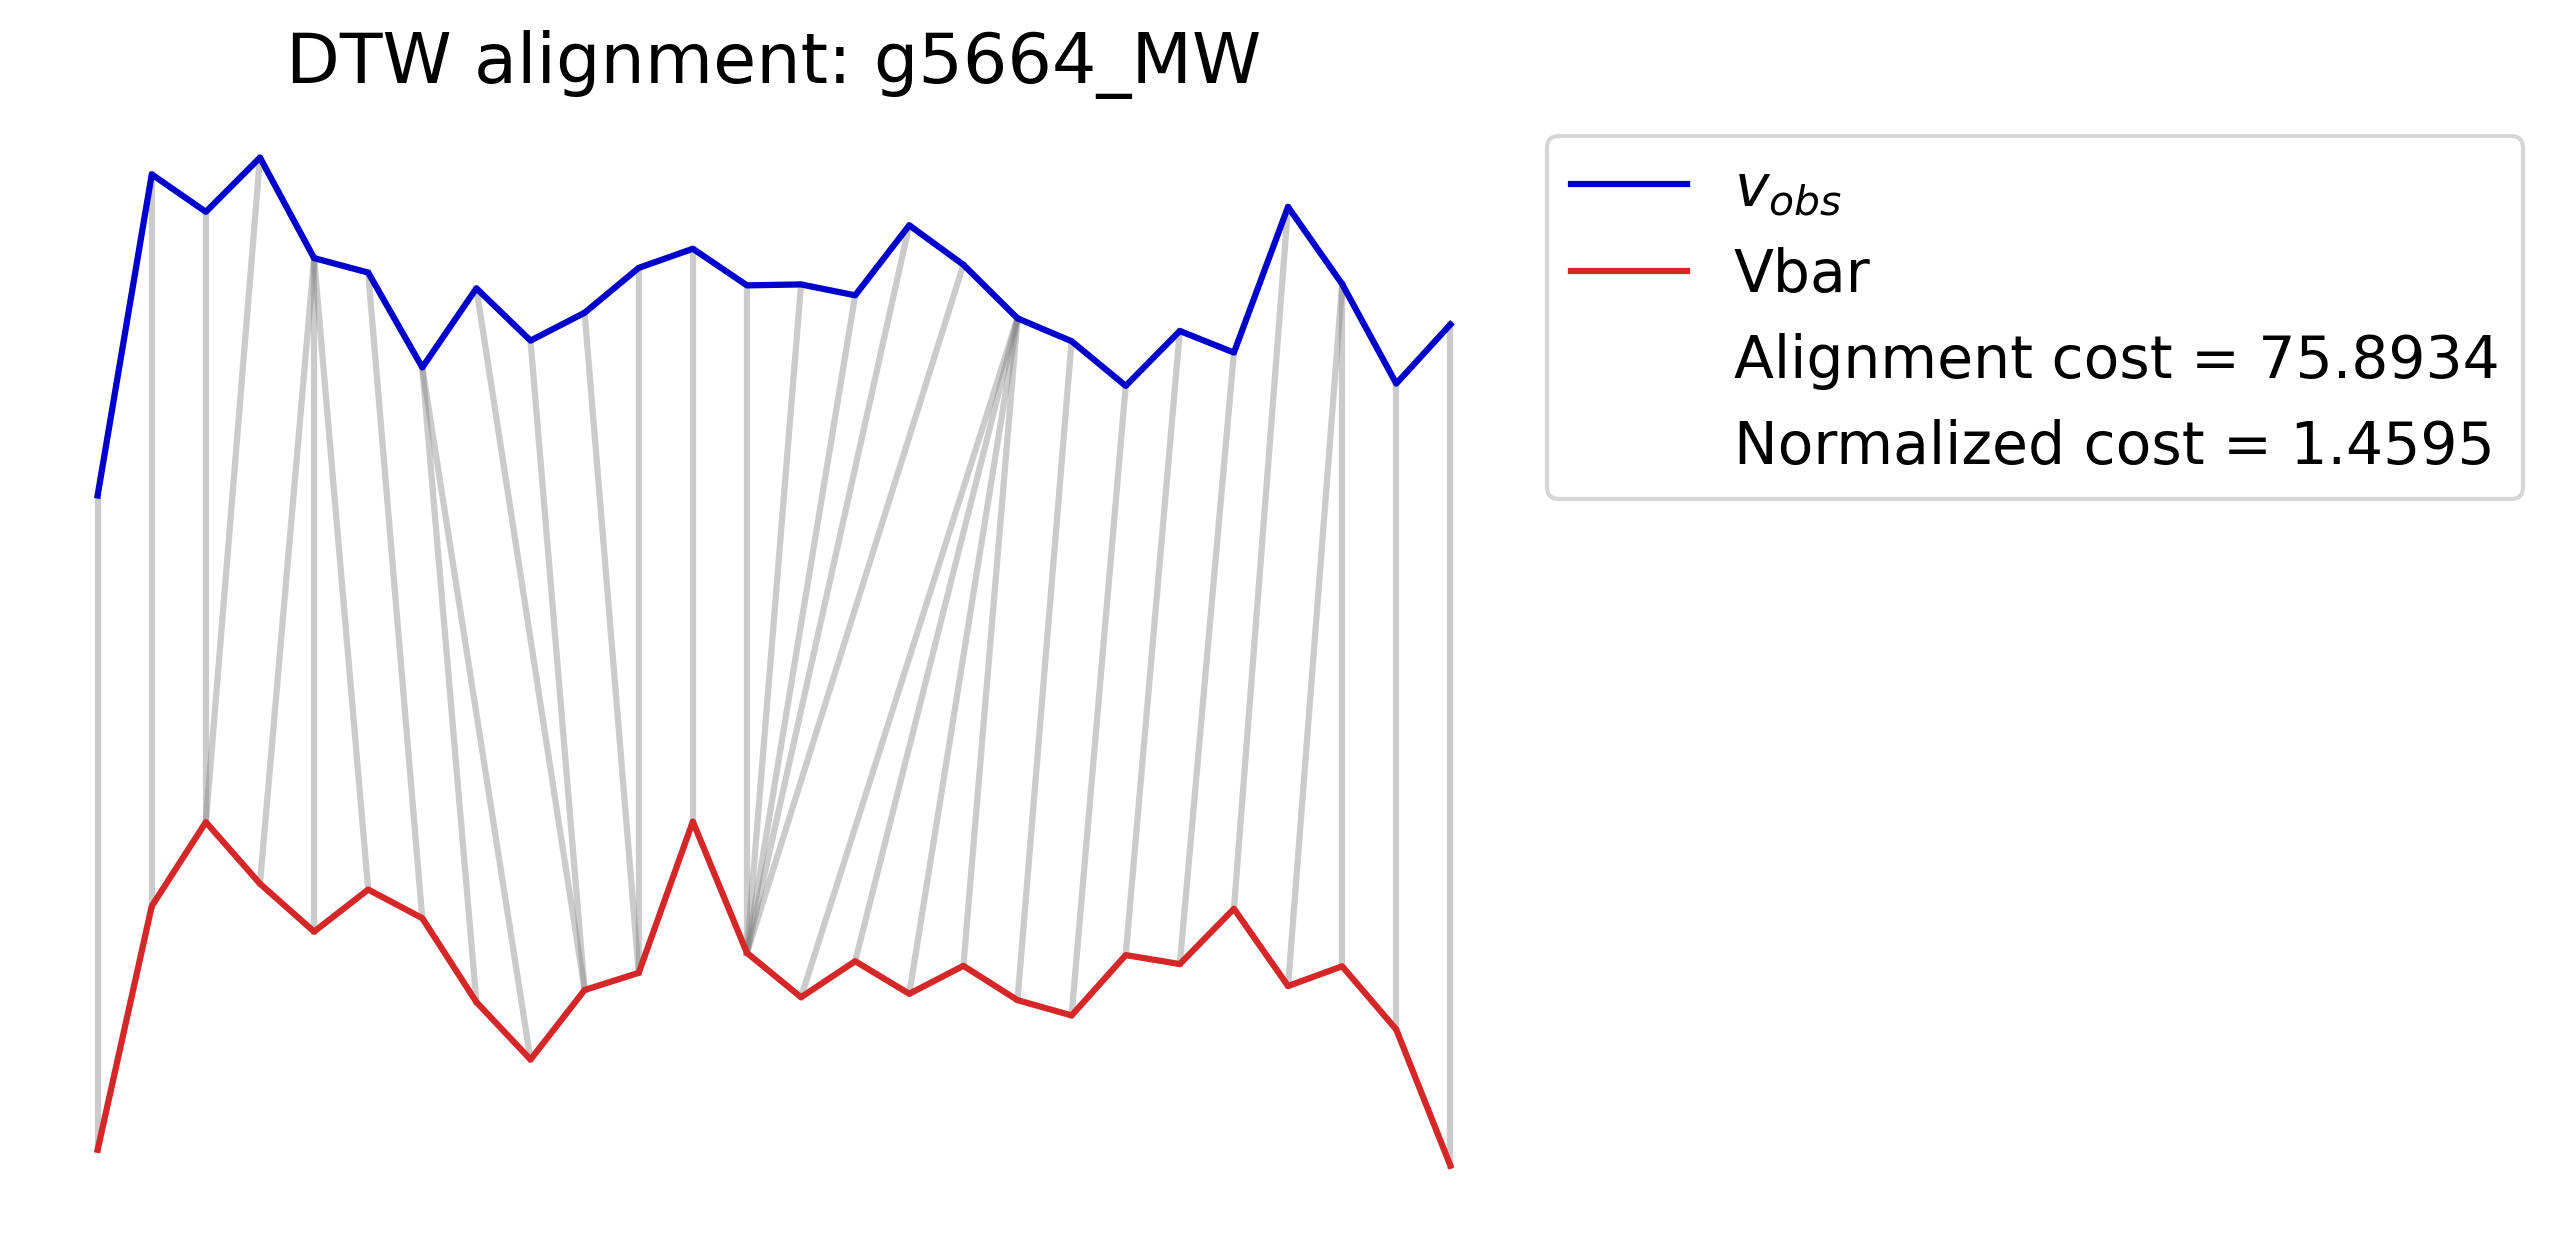 DTW alignment: g5664_MW
v_obs
Vbar
Alignment cost = 75.8934
Normalized cost = 1.4595